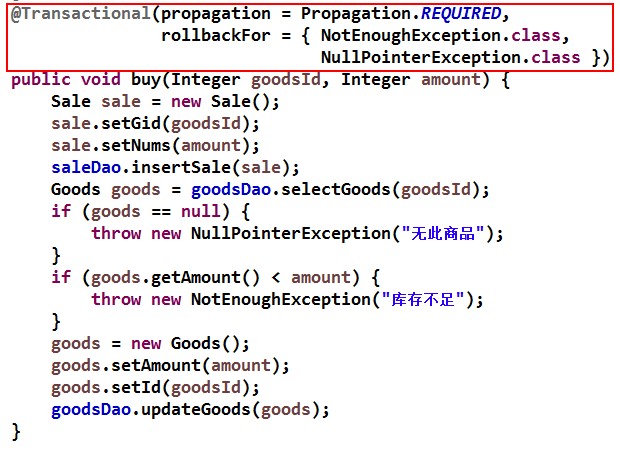 @Transactional(propagation = Propagation.REQUIRED,
rollbackFor = { NotEnoughException.class,
NullPointerException.class })
public void buy(Integer goodsId, Integer amount) {
Sale sale = new Sale();
sale.setGid(goodsId);
sale.setNums(amount);
saleDao.insertSale(sale);
Goods goods = goodsDao.selectGoods(goodsId);
if (goods == null) {
throw new NullPointerException("无此商品");
}
if (goods.getAmount() < amount) {
throw new NotEnoughException("库存不足");
}
goods = new Goods();
goods.setAmount(amount);
goods.setId(goodsId);
goodsDao.updateGoods(goods);
}